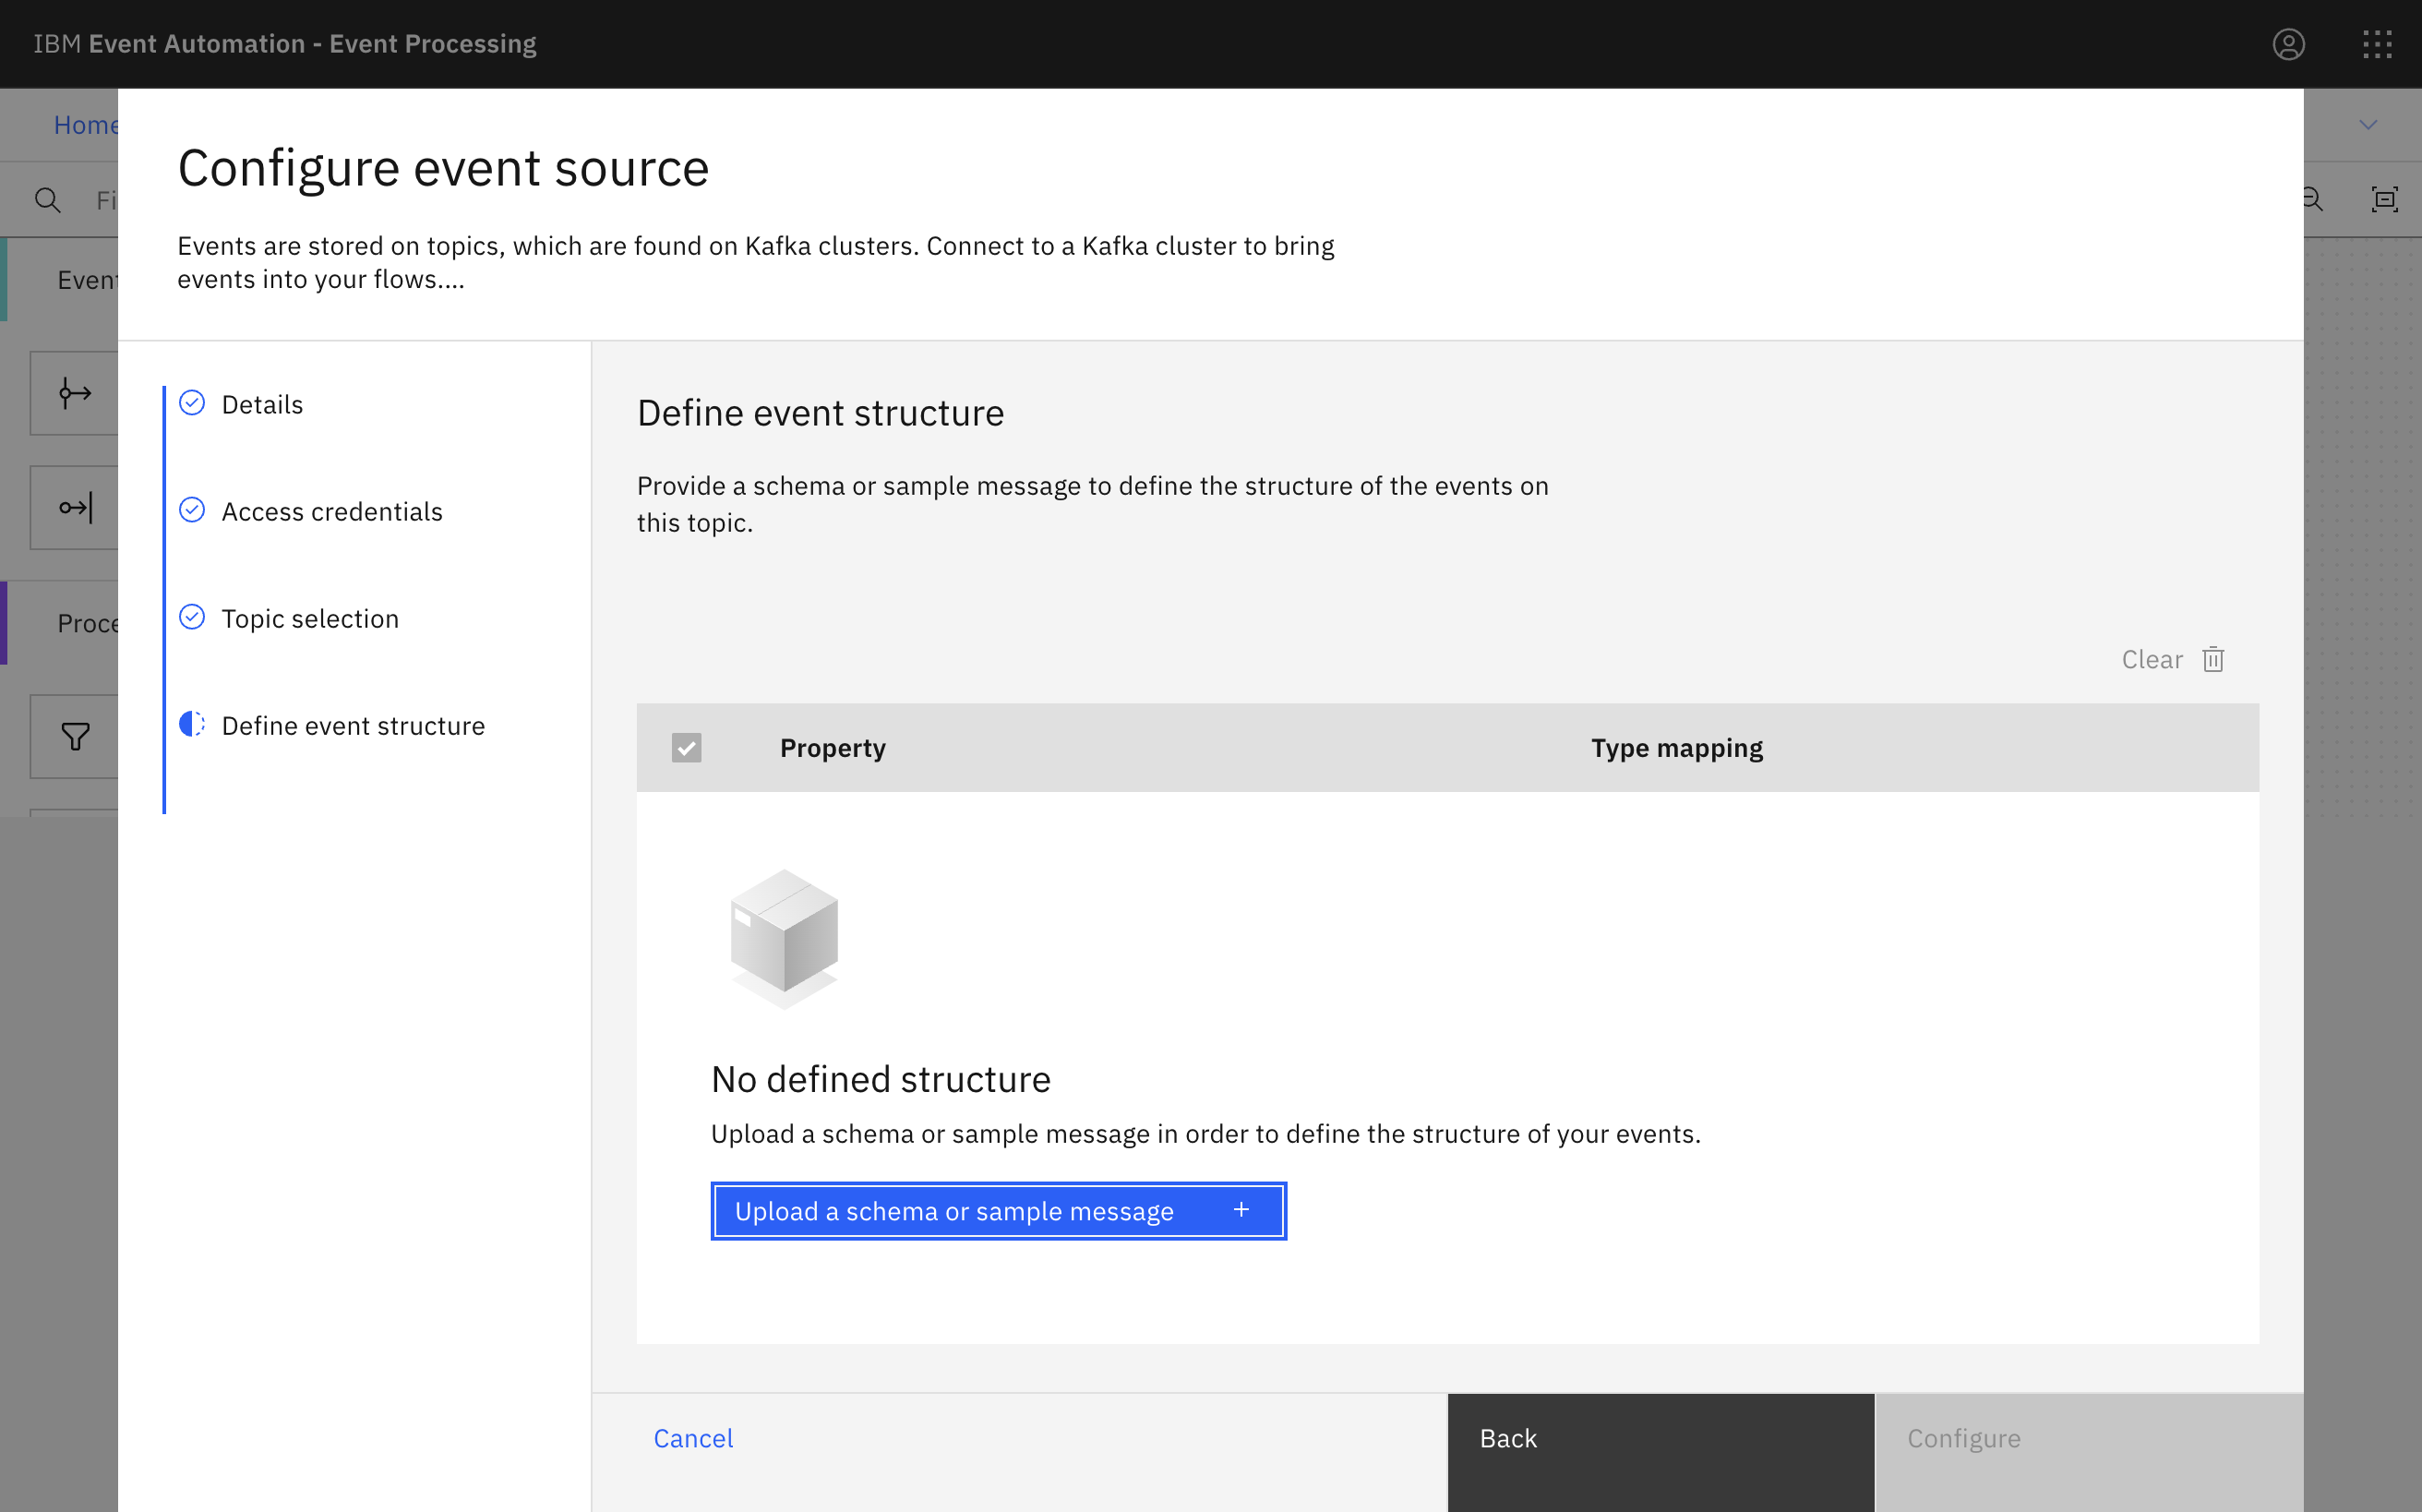 IBM Event Automation - Event Processing
Home
Fi
Configure event source
Events are stored on topics, which are found on Kafka clusters. Connect to a Kafka cluster to bring
events into your flows....
Event
Proce
Details
Access credentials
Topic selection
Define event structure
Define event structure
Provide a schema or sample message to define the structure of the events on
this topic.
Clear
Property Type mapping
No defined structure
Upload a schema or sample message in order to define the structure of your events.
Upload a schema or sample message +
Cancel Back Configure